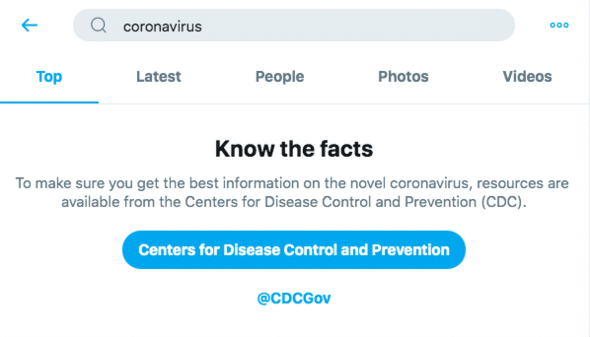 coronavirus
Top Latest People Photos Videos
Know the facts
To make sure you get the best information on the novel coronavirus, resources are
available from the Centers for Disease Control and Prevention (CDC).
Centers for Disease Control and Prevention
@CDCGov